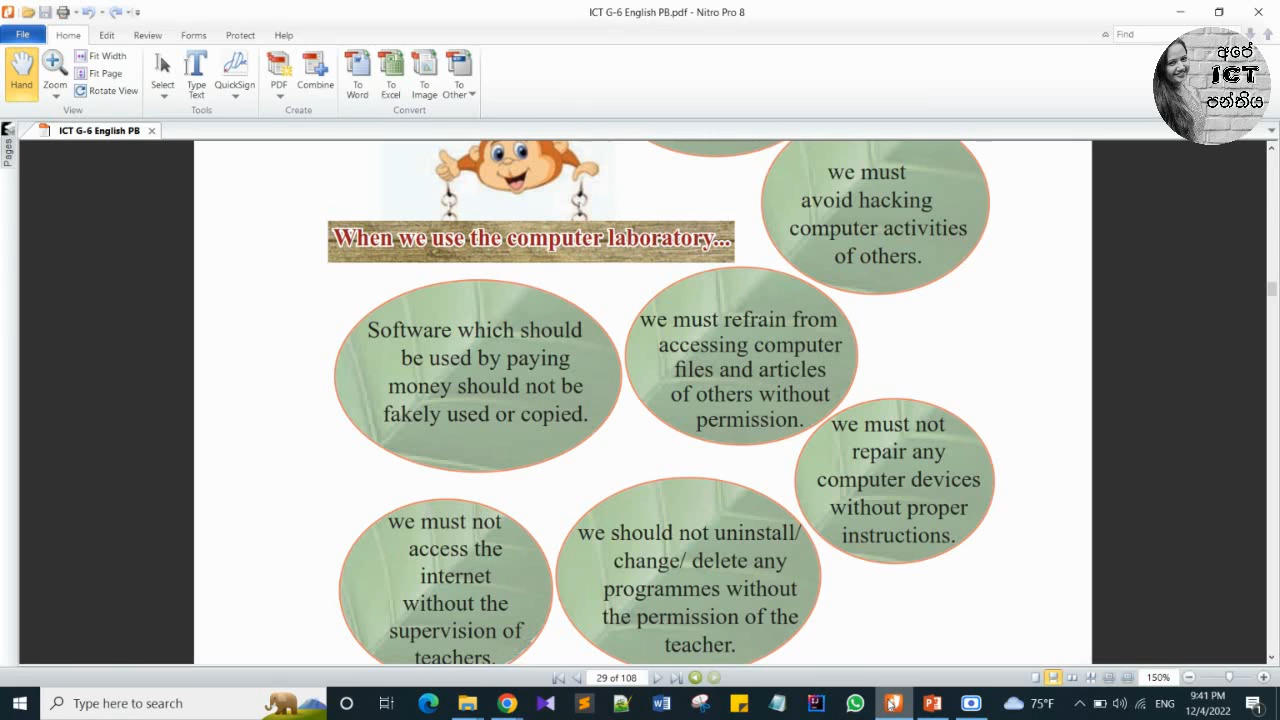 ICT G-6 English PB.pdf - Nitro Pro 8
File
Home
Edit
Review
Forms
Protect
Help
Find
Hand
Zoom
Fit Width
Fit Page
Rotate View
View
Select
Type
Text
QuickSign
Tools
PDF
Combine
Create
To
Word
To
Excel
To
Image
To
Other
Convert
අපේ
ICT
පන්තිය
ICT G-6 English PB
Pages
we must
avoid hacking
computer activities
of others.
When we use the computer laboratory...
Software which should
be used by paying
money should not be
fakely used or copied.
we must refrain from
accessing computer
files and articles
of others without
permission.
we must not
repair any
computer devices
without proper
instructions.
we must not
access the
internet
without the
supervision of
teachers.
we should not uninstall/
change/ delete any
programmes without
the permission of the
teacher.
29 of 108
150%
Type here to search
75°F
ENG
9:41 PM
12/4/2022